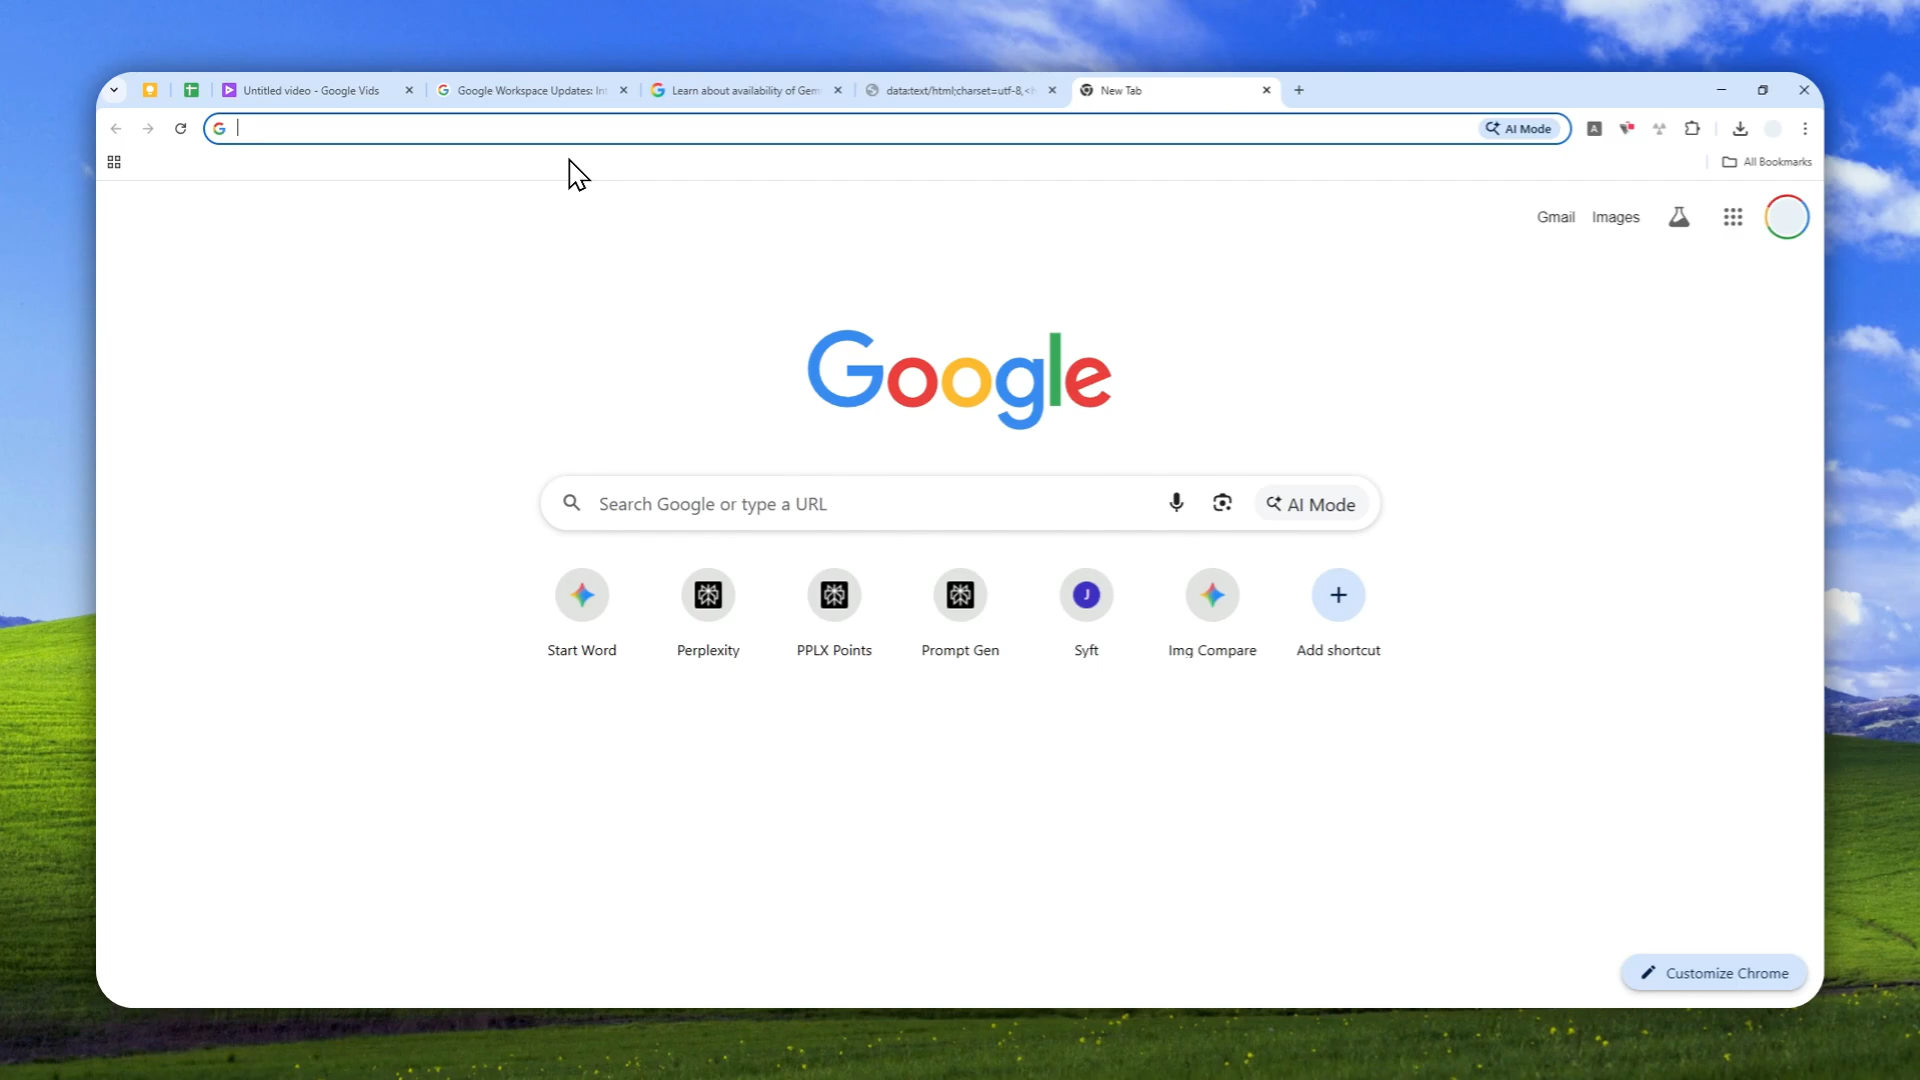 Untitled video - Google Vids
Google Workspace Updates: In
Learn about availability of Gem
data:text/html;charset=utf-8,<h
New Tab
AI Mode
All Bookmarks
Gmail
Images
Google
Search Google or type a URL
AI Mode
Start Word
Perplexity
PPLX Points
Prompt Gen
J
Syft
Img Compare
Add shortcut
Customize Chrome